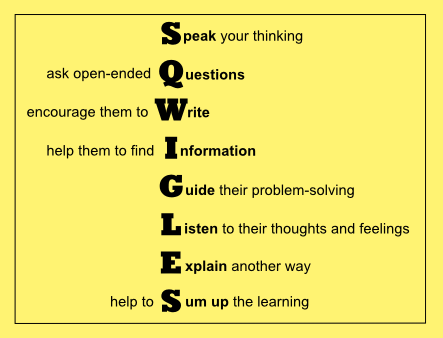 Speak your thinking
ask open-ended Questions
encourage them to Write
help them to find Information
Guide their problem-solving
Listen to their thoughts and feelings
Explain another way
help to Sum up the learning